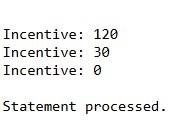 Incentive: 120
Incentive: 30
Incentive: 0
Statement processed.